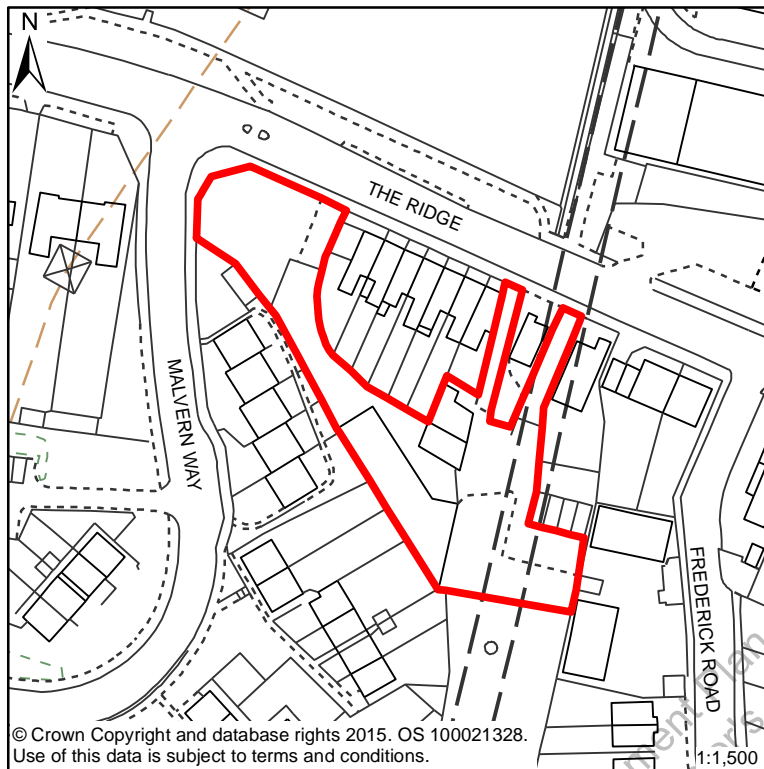 N
THE RIDGE
MALVERN WAY
FREDERICK ROAD
© Crown Copyright and database rights 2015. OS 100021328.
Use of this data is subject to terms and conditions.
1:1,500